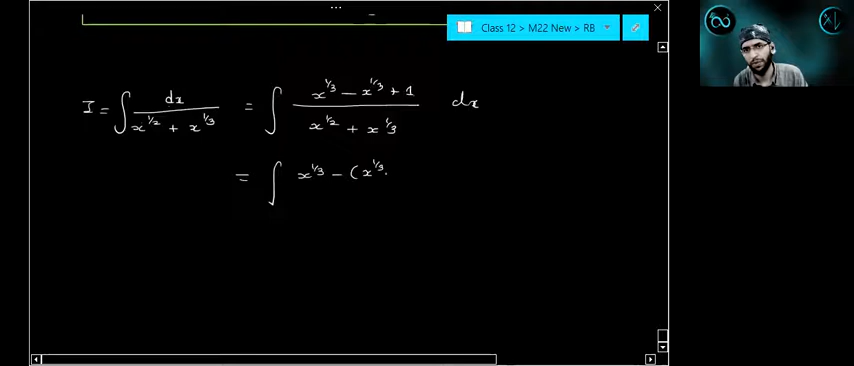 Class 12 > M22 New > RB
I = ∫ dx / (x^{1/2} + x^{1/3}) = ∫ (x^{1/3} - x^{1/3} + 1) / (x^{1/2} + x^{1/3}) dx
= ∫ x^{1/3} - (x^{1/3}